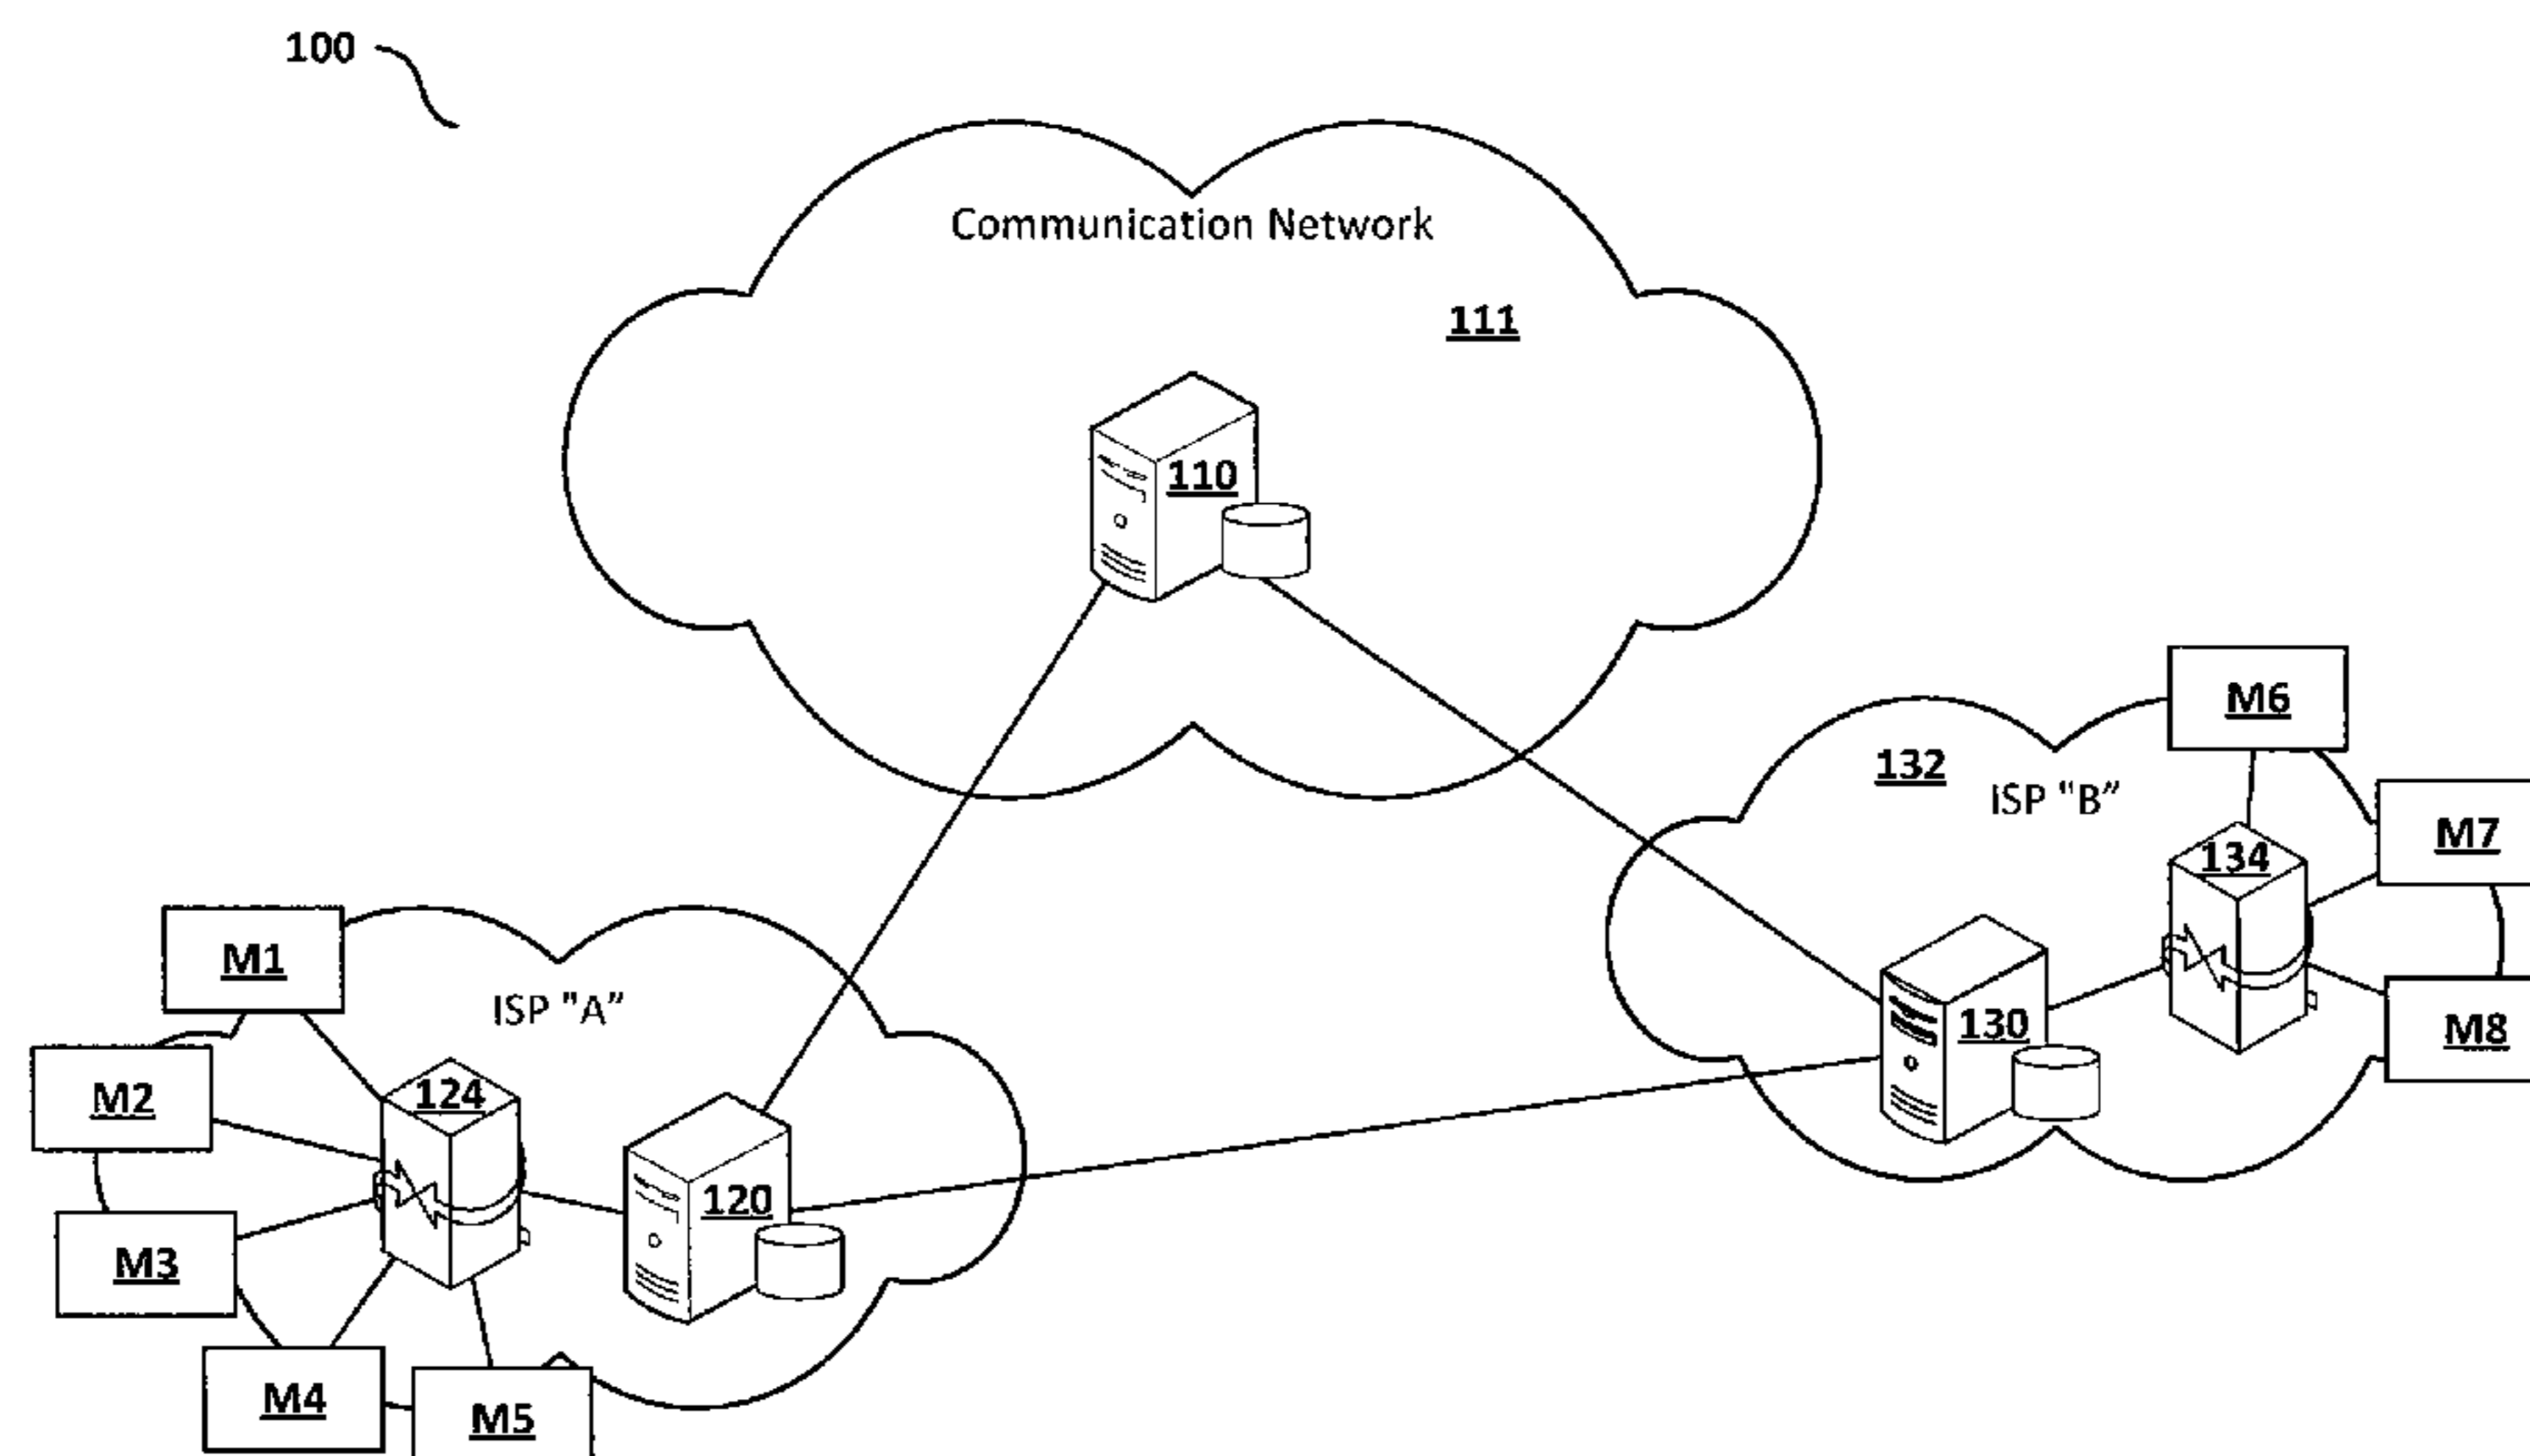 100
Communication Network
111
110
M6
132
ISP "B"
M7
134
M1
ISP "A"
130
M8
M2
124
120
M3
M4
M5